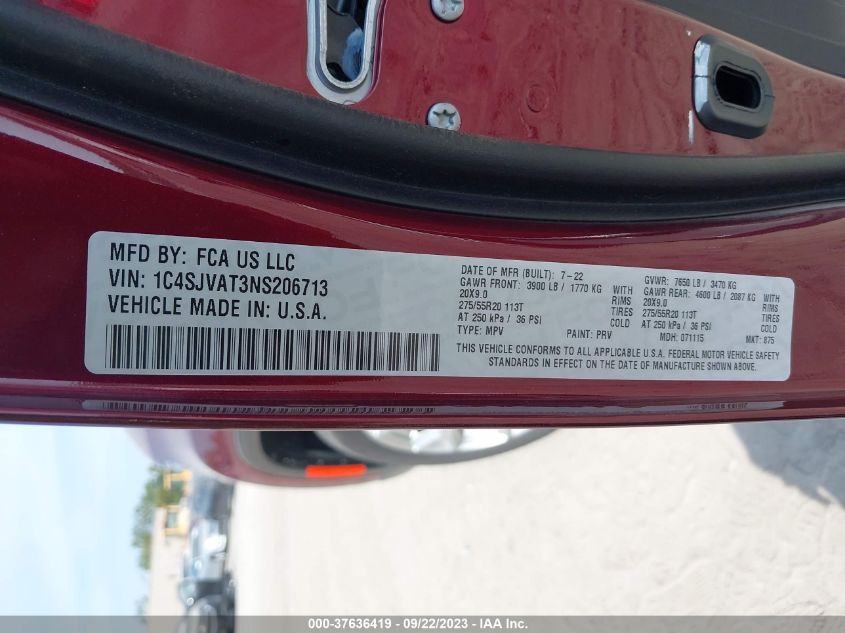 MFD BY: FCA US LLC
VIN: 1C4SJVAT3NS206713
VEHICLE MADE IN U.S.A.
DATE OF MFR (BUILT): 7-22
GAWR FRONT: 3900 LB / 1770 KG WITH
20X9.0 RIMS
275/55R20 113T TIRES
AT 250 kPa / 36 PSI COLD
TYPE: MPV PAINT: PRV
GVWR: 7650 LB / 3470 KG
GAWR REAR: 4600 LB / 2087 KG WITH
20X9.0 RIMS
275/55R20 113T TIRES
AT 250 kPa / 36 PSI COLD
MDH: 071115 MKT: 875
THIS VEHICLE CONFORMS TO ALL APPLICABLE U.S.A. FEDERAL MOTOR VEHICLE SAFETY
STANDARDS IN EFFECT ON THE DATE OF MANUFACTURE SHOWN ABOVE.
000-37636419 - 09/22/2023 - IAAI.com